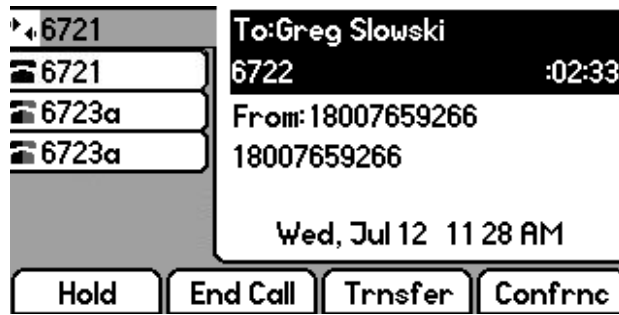 6721
6721
6723a
6723a
To:Greg Slowski
6722 :02:33
From:18007659266
18007659266
Wed, Jul 12 11 28 AM
Hold End Call Trnsfer Confrnc